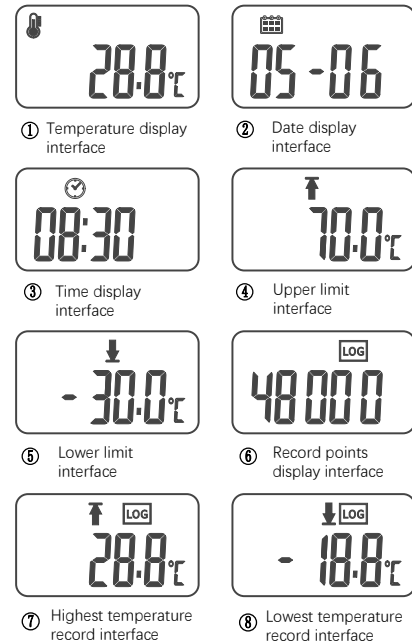 28.8℃
05-06
① Temperature display
interface
② Date display
interface
08:30
70.0℃
③ Time display
interface
④ Upper limit
interface
-30.0℃
LOG
48000
⑤ Lower limit
interface
⑥ Record points
display interface
LOG
28.8℃
LOG
-18.8℃
⑦ Highest temperature
record interface
⑧ Lowest temperature
record interface